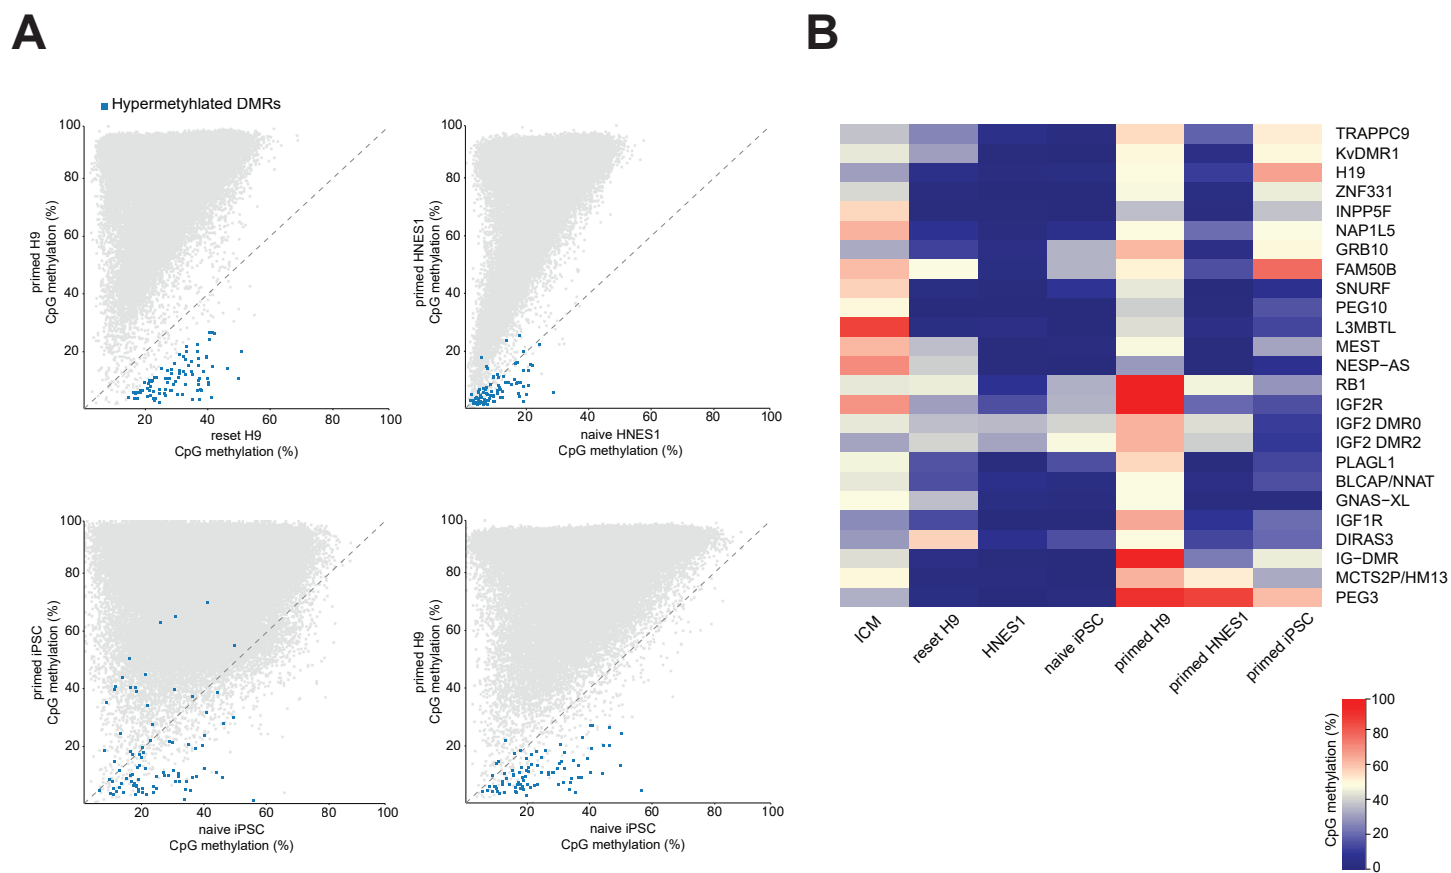 A
B
Hypermetyhlated DMRs
primed H9
CpG methylation (%)
100
80
60
40
20
20
40
60
80
100
reset H9
CpG methylation (%)
primed HNES1
CpG methylation (%)
100
80
60
40
20
20
40
60
80
100
naive HNES1
CpG methylation (%)
primed iPSC
CpG methylation (%)
100
80
60
40
20
20
40
60
80
100
naive iPSC
CpG methylation (%)
primed H9
CpG methylation (%)
100
80
60
40
20
20
40
60
80
100
naive iPSC
CpG methylation (%)
TRAPPC9
KvDMR1
H19
ZNF331
INPP5F
NAP1L5
GRB10
FAM50B
SNURF
PEG10
L3MBTL
MEST
NESP−AS
RB1
IGF2R
IGF2 DMR0
IGF2 DMR2
PLAGL1
BLCAP/NNAT
GNAS−XL
IGF1R
DIRAS3
IG−DMR
MCTS2P/HM13
PEG3
ICM
reset H9
HNES1
naive iPSC
primed H9
primed HNES1
primed iPSC
CpG methylation (%)
100
80
60
40
20
0